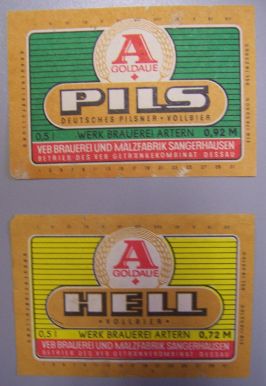 A
GOLDAUE
PILS
DEUTSCHES PILSNER · VOLLBIER
0,5 l WERK BRAUEREI ARTERN 0,92 M
VEB BRAUEREI UND MALZFABRIK SANGERHAUSEN
BETRIEB DES VEB GETRÄNKEKOMBINAT DESSAU
A
GOLDAUE
HELL
· VOLLBIER ·
0,5 l WERK BRAUEREI ARTERN 0,72 M
VEB BRAUEREI UND MALZFABRIK SANGERHAUSEN
BETRIEB DES VEB GETRÄNKEKOMBINAT DESSAU